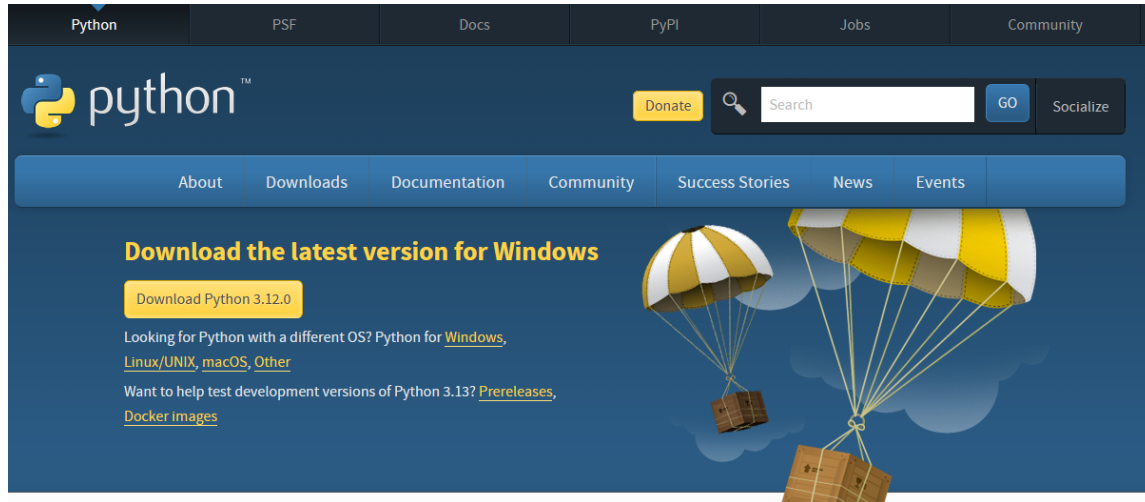 Python PSF Docs PyPI Jobs Community
python™
Donate Search GO Socialize
About Downloads Documentation Community Success Stories News Events
Download the latest version for Windows
Download Python 3.12.0
Looking for Python with a different OS? Python for Windows,
Linux/UNIX, macOS, Other
Want to help test development versions of Python 3.13? Prereleases,
Docker images